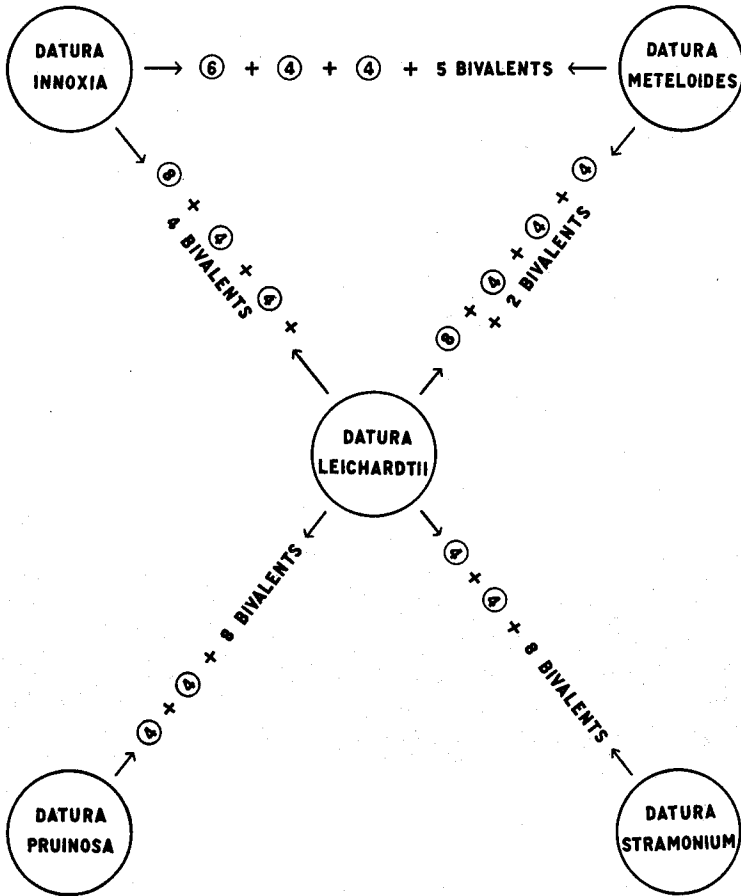 DATURA
INNOXIA
⑥ + ④ + ④ + 5 BIVALENTS
DATURA
METELOIDES
⑧ + ④ + ④ +
4 BIVALENTS
⑧ + ④ + ④ + ④
+ 2 BIVALENTS
DATURA
LEICHARDTII
④ + ④ + 8 BIVALENTS
④ + ④ + 8 BIVALENTS
DATURA
PRUINOSA
DATURA
STRAMONIUM